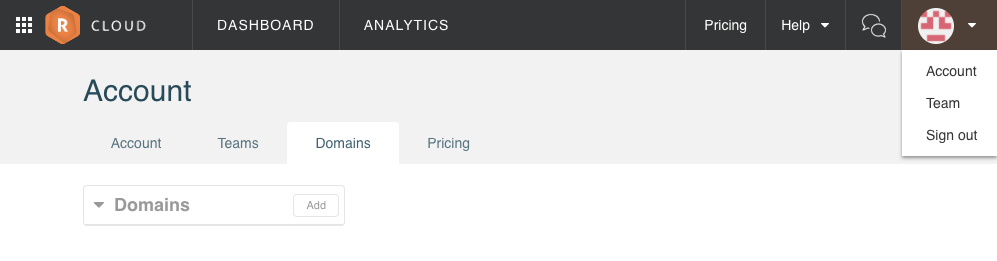 R CLOUD DASHBOARD ANALYTICS Pricing Help
Account
Team
Sign out
Account
Account Teams Domains Pricing
Domains Add